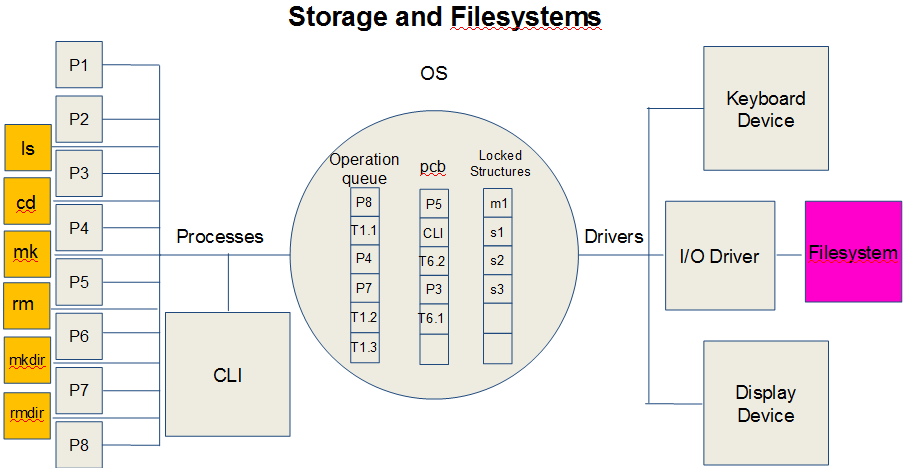 Storage and Filesystems
OS
P1
P2
P3
P4
P5
P6
P7
P8
ls
cd
mk
rm
mkdir
rmdir
Processes
CLI
Operation
queue
P8
T1.1
P4
P7
T1.2
T1.3
pcb
P5
CLI
T6.2
P3
T6.1
Locked
Structures
m1
s1
s2
s3
Drivers
Keyboard
Device
I/O Driver
Filesystem
Display
Device